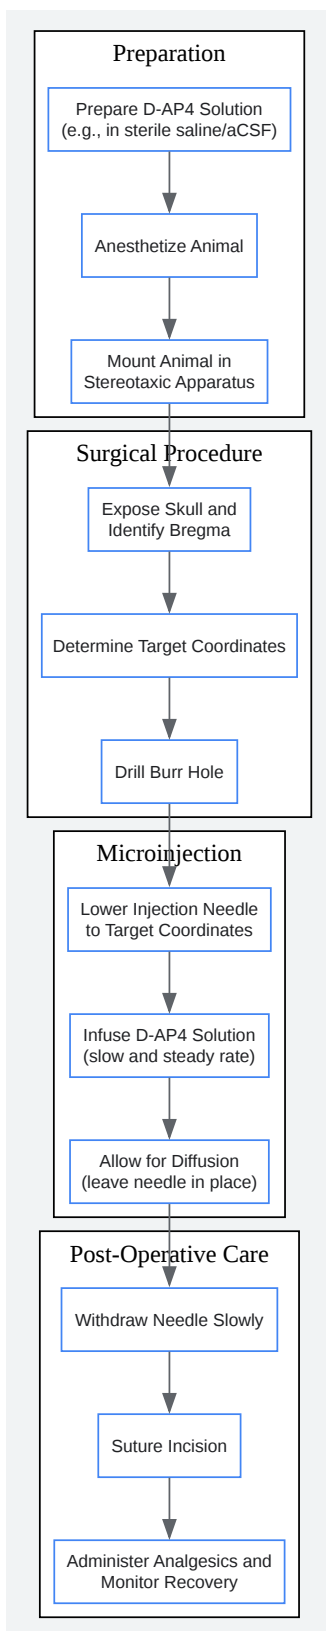 Preparation
Prepare D-AP4 Solution
(e.g., in sterile saline/aCSF)
Anesthetize Animal
Mount Animal in
Stereotaxic Apparatus
Surgical Procedure
Expose Skull and
Identify Bregma
Determine Target Coordinates
Drill Burr Hole
Microinjection
Lower Injection Needle
to Target Coordinates
Infuse D-AP4 Solution
(slow and steady rate)
Allow for Diffusion
(leave needle in place)
Post-Operative Care
Withdraw Needle Slowly
Suture Incision
Administer Analgesics and
Monitor Recovery